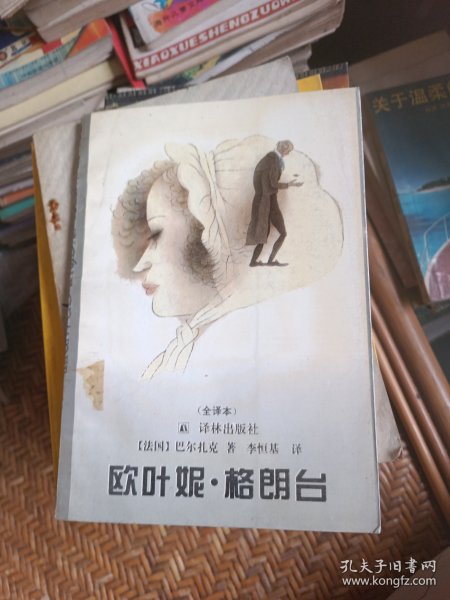 XIAOXUESHENGZUOW
关于温柔
（全译本）
译林出版社
【法国】巴尔扎克 著 李恒基 译
欧叶妮·格朗台
孔夫子旧书网
www.kongfz.com